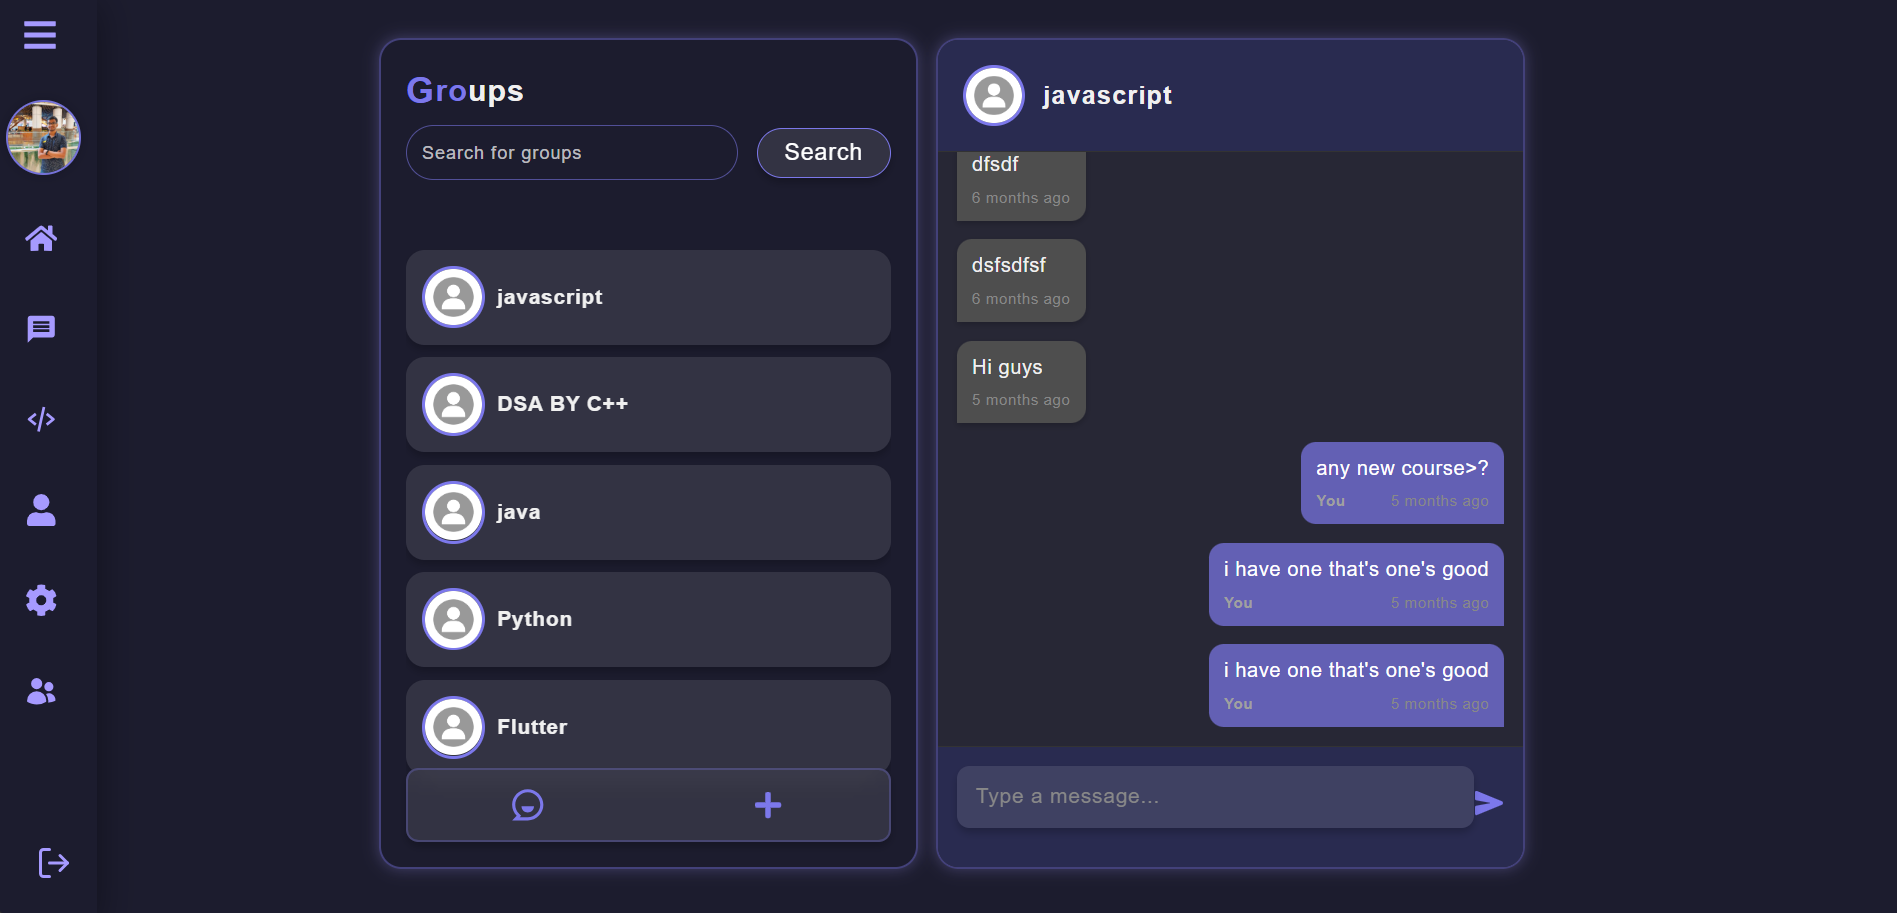 Groups
Search for groups
Search
javascript
DSA BY C++
java
Python
Flutter
javascript
dfsdf
6 months ago
dsfsdfsf
6 months ago
Hi guys
5 months ago
any new course>?
You 5 months ago
i have one that's one's good
You 5 months ago
i have one that's one's good
You 5 months ago
Type a message...